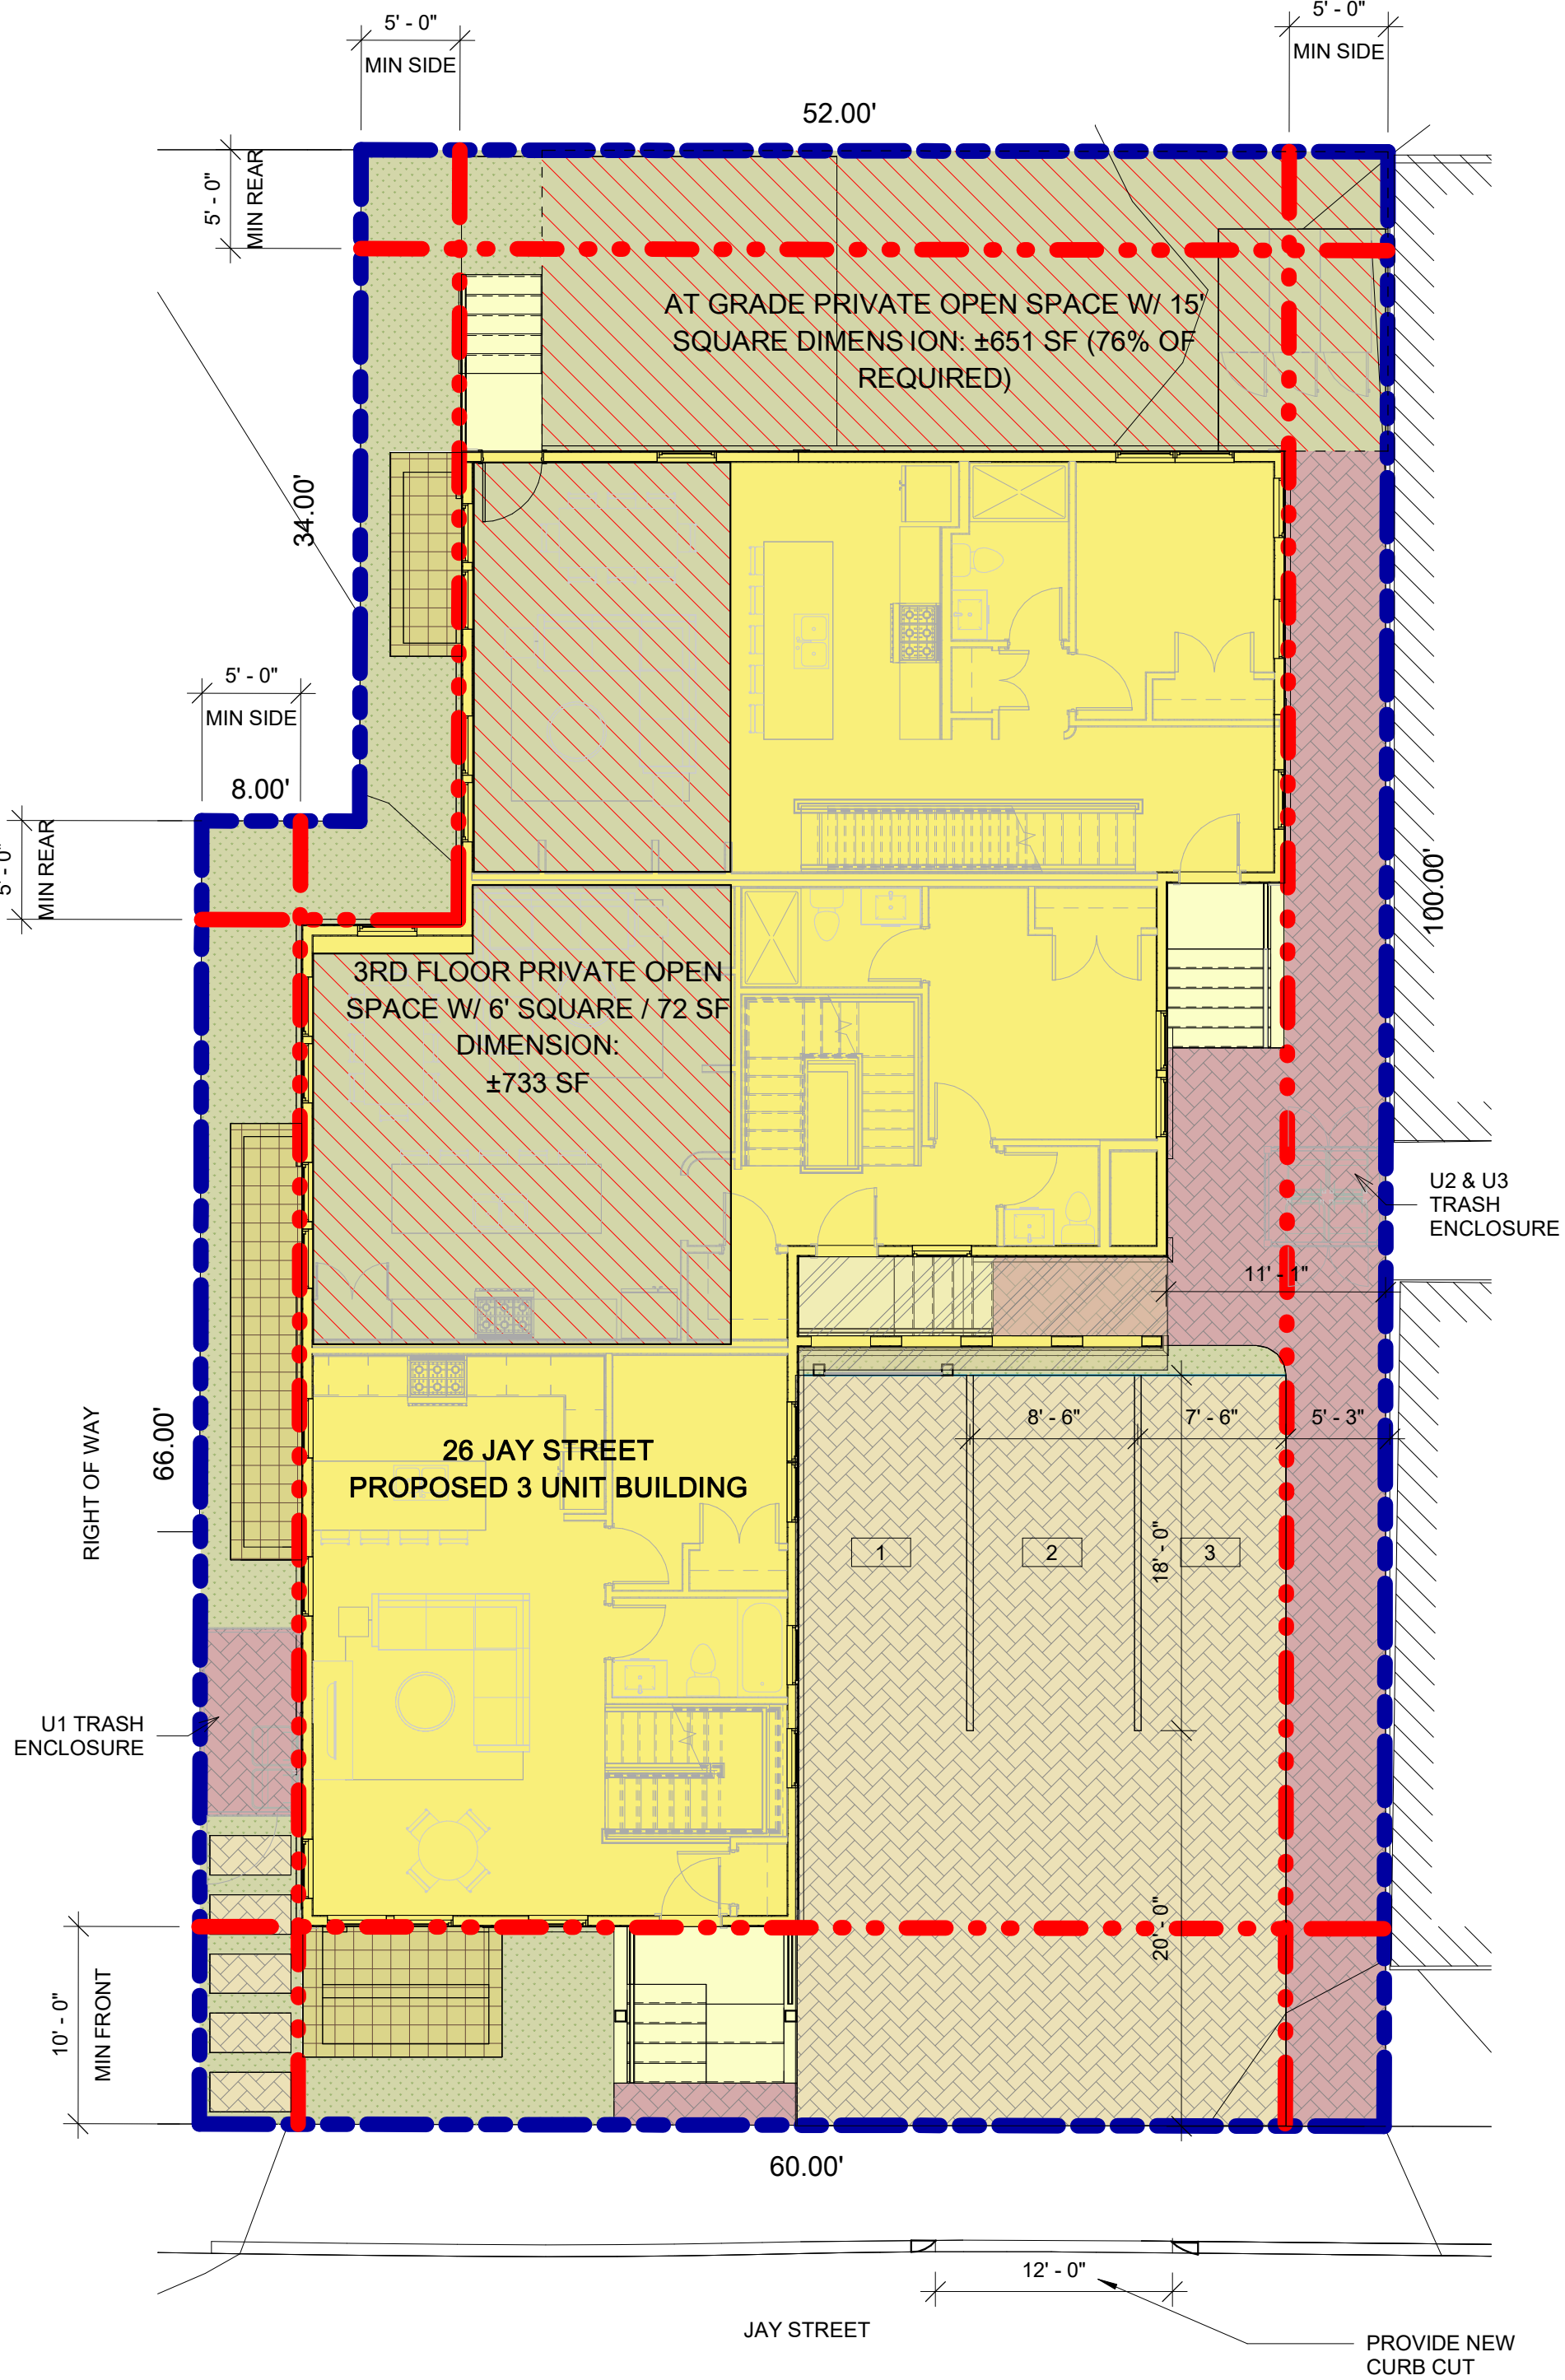 5' - 0"
5' - 0"
MIN SIDE
MIN SIDE
52.00'
5' - 0"
MIN REAR
AT GRADE PRIVATE OPEN SPACE W/ 15'
SQUARE DIMENSION: ±651 SF (76% OF
REQUIRED)
34.00'
5' - 0"
MIN SIDE
8.00'
5' - 0"
MIN REAR
100.00'
3RD FLOOR PRIVATE OPEN
SPACE W/ 6' SQUARE / 72 SF
DIMENSION:
±733 SF
U2 & U3
TRASH
ENCLOSURE
11' - 1"
8' - 6"
7' - 6"
5' - 3"
RIGHT OF WAY
66.00'
26 JAY STREET
PROPOSED 3 UNIT BUILDING
1
2
3
18' - 0"
U1 TRASH
ENCLOSURE
20' - 0"
10' - 0"
MIN FRONT
60.00'
12' - 0"
JAY STREET
PROVIDE NEW
CURB CUT